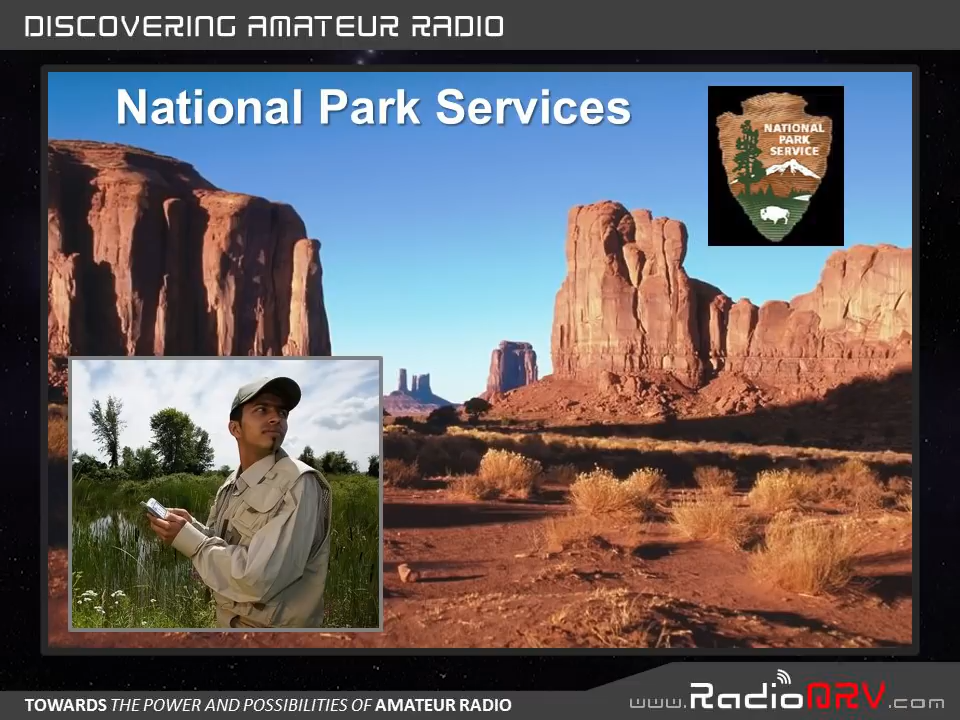 DISCOVERING AMATEUR RADIO
National Park Services
NATIONAL
PARK
SERVICE
TOWARDS THE POWER AND POSSIBILITIES OF AMATEUR RADIO
www.RadioQRV.com